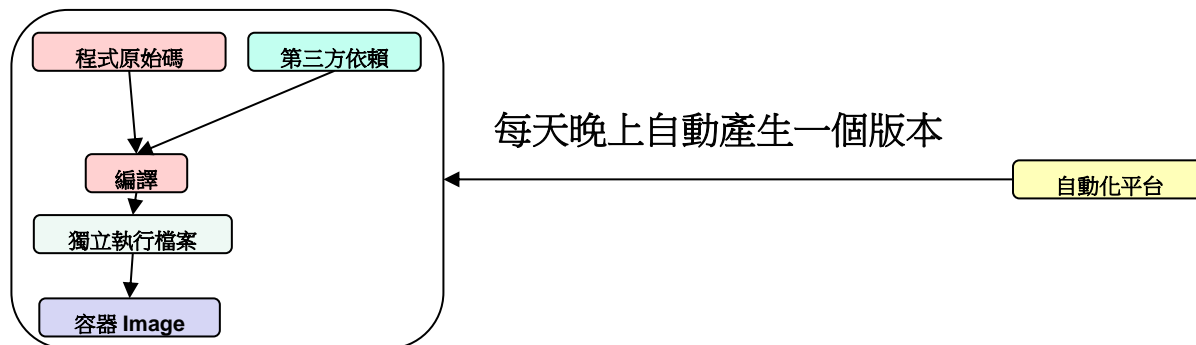 程式原始碼
第三方依賴
每天晚上自動產生一個版本
編譯
自動化平台
獨立執行檔案
容器 Image